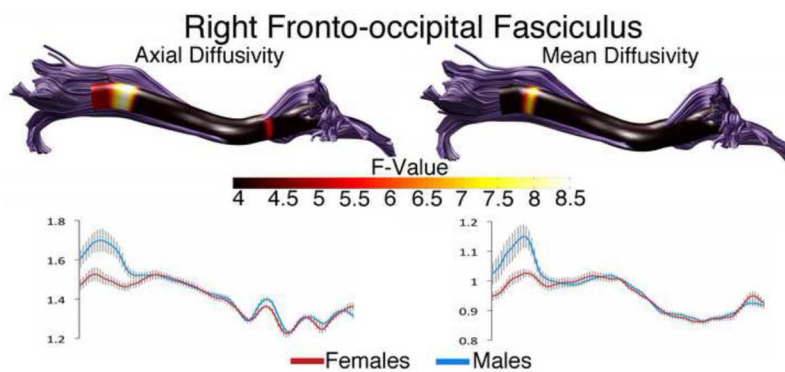 Right Fronto-occipital Fasciculus
Axial Diffusivity
Mean Diffusivity
F-Value
4 4.5 5 5.5 6 6.5 7 7.5 8 8.5
1.8
1.6
1.4
1.2
1.2
1.1
1
0.9
0.8
Females
Males